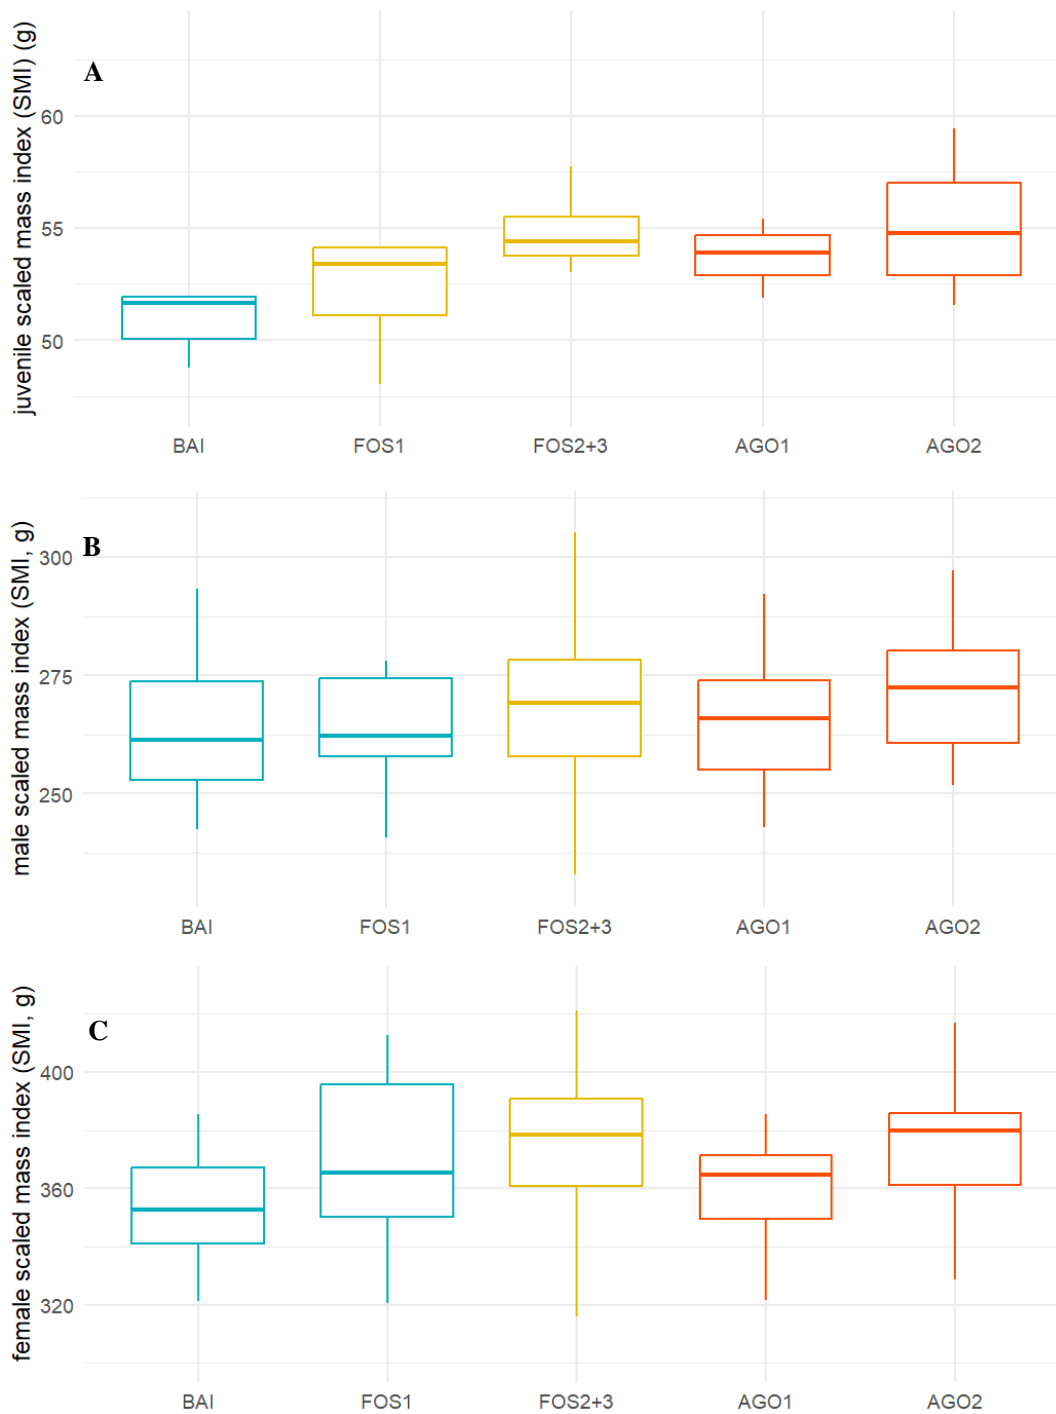 juvenile scaled mass index (SMI) (g)
A
60
55
50
BAI FOS1 FOS2+3 AGO1 AGO2
male scaled mass index (SMI, g)
B
300
275
250
BAI FOS1 FOS2+3 AGO1 AGO2
female scaled mass index (SMI, g)
C
400
360
320
BAI FOS1 FOS2+3 AGO1 AGO2